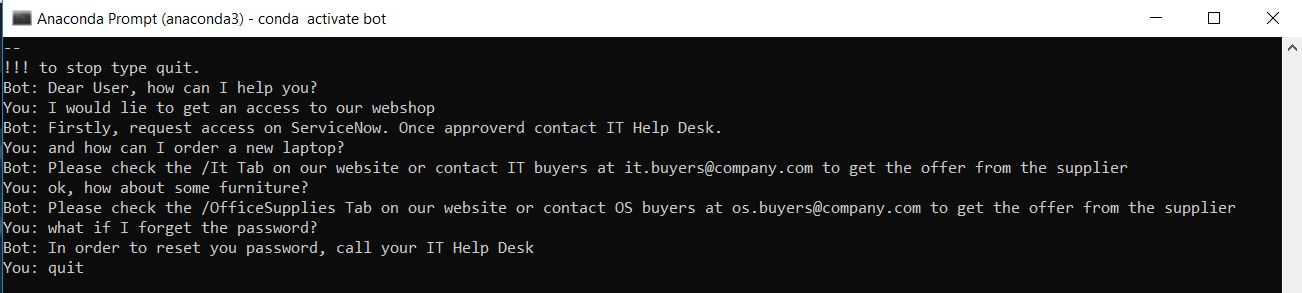 Anaconda Prompt (anaconda3) - conda  activate bot
--
!!! to stop type quit.
Bot: Dear User, how can I help you?
You: I would lie to get an access to our webshop
Bot: Firstly, request access on ServiceNow. Once approverd contact IT Help Desk.
You: and how can I order a new laptop?
Bot: Please check the /It Tab on our website or contact IT buyers at it.buyers@company.com to get the offer from the supplier
You: ok, how about some furniture?
Bot: Please check the /OfficeSupplies Tab on our website or contact OS buyers at os.buyers@company.com to get the offer from the supplier
You: what if I forget the password?
Bot: In order to reset you password, call your IT Help Desk
You: quit